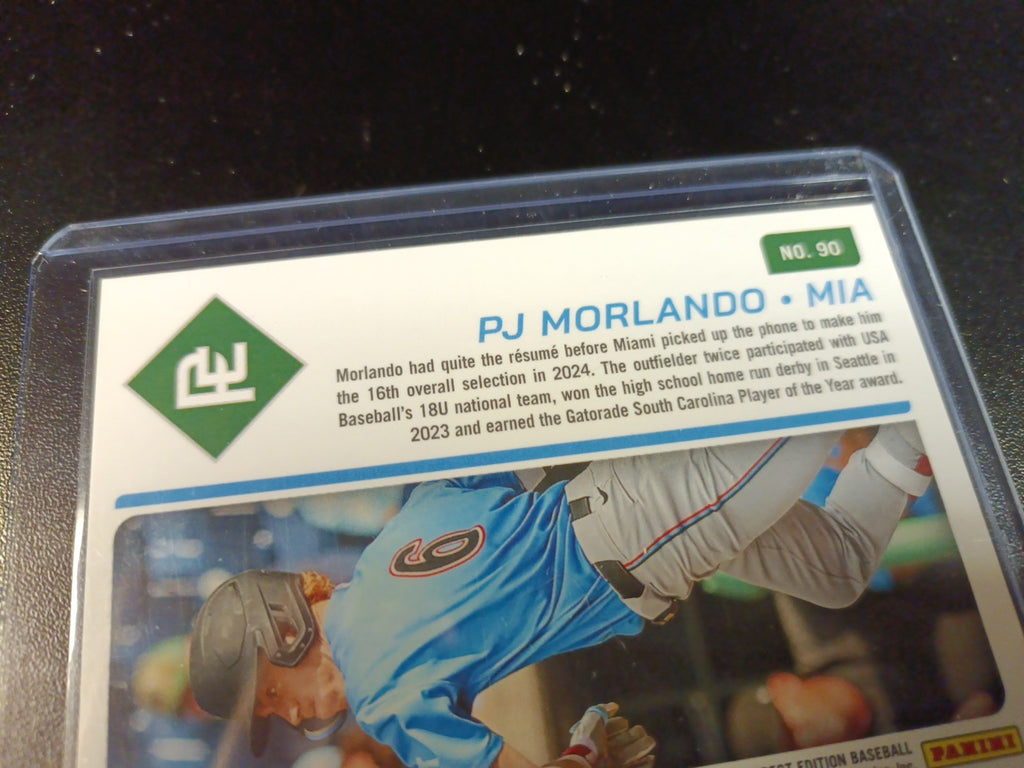 NO. 90
PJ MORLANDO • MIA
Morlando had quite the résumé before Miami picked up the phone to make him
the 16th overall selection in 2024. The outfielder twice participated with USA
Baseball's 18U national team, won the high school home run derby in Seattle in
2023 and earned the Gatorade South Carolina Player of the Year award.
9
EDITION BASEBALL
PANINI